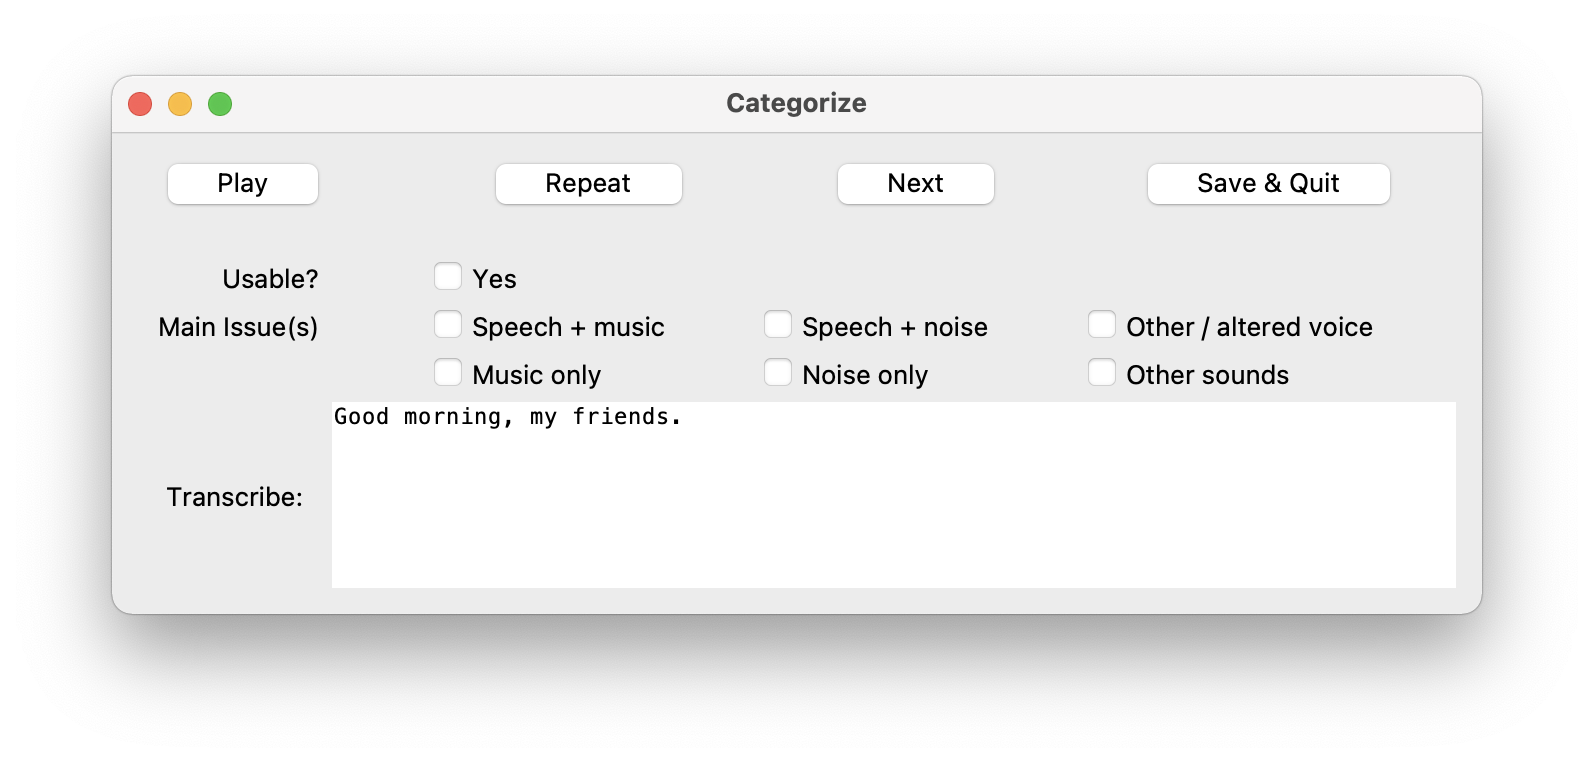 Categorize
Play Repeat Next Save & Quit
Usable? Yes
Main Issue(s) Speech + music Speech + noise Other / altered voice
Music only Noise only Other sounds
Good morning, my friends.
Transcribe: